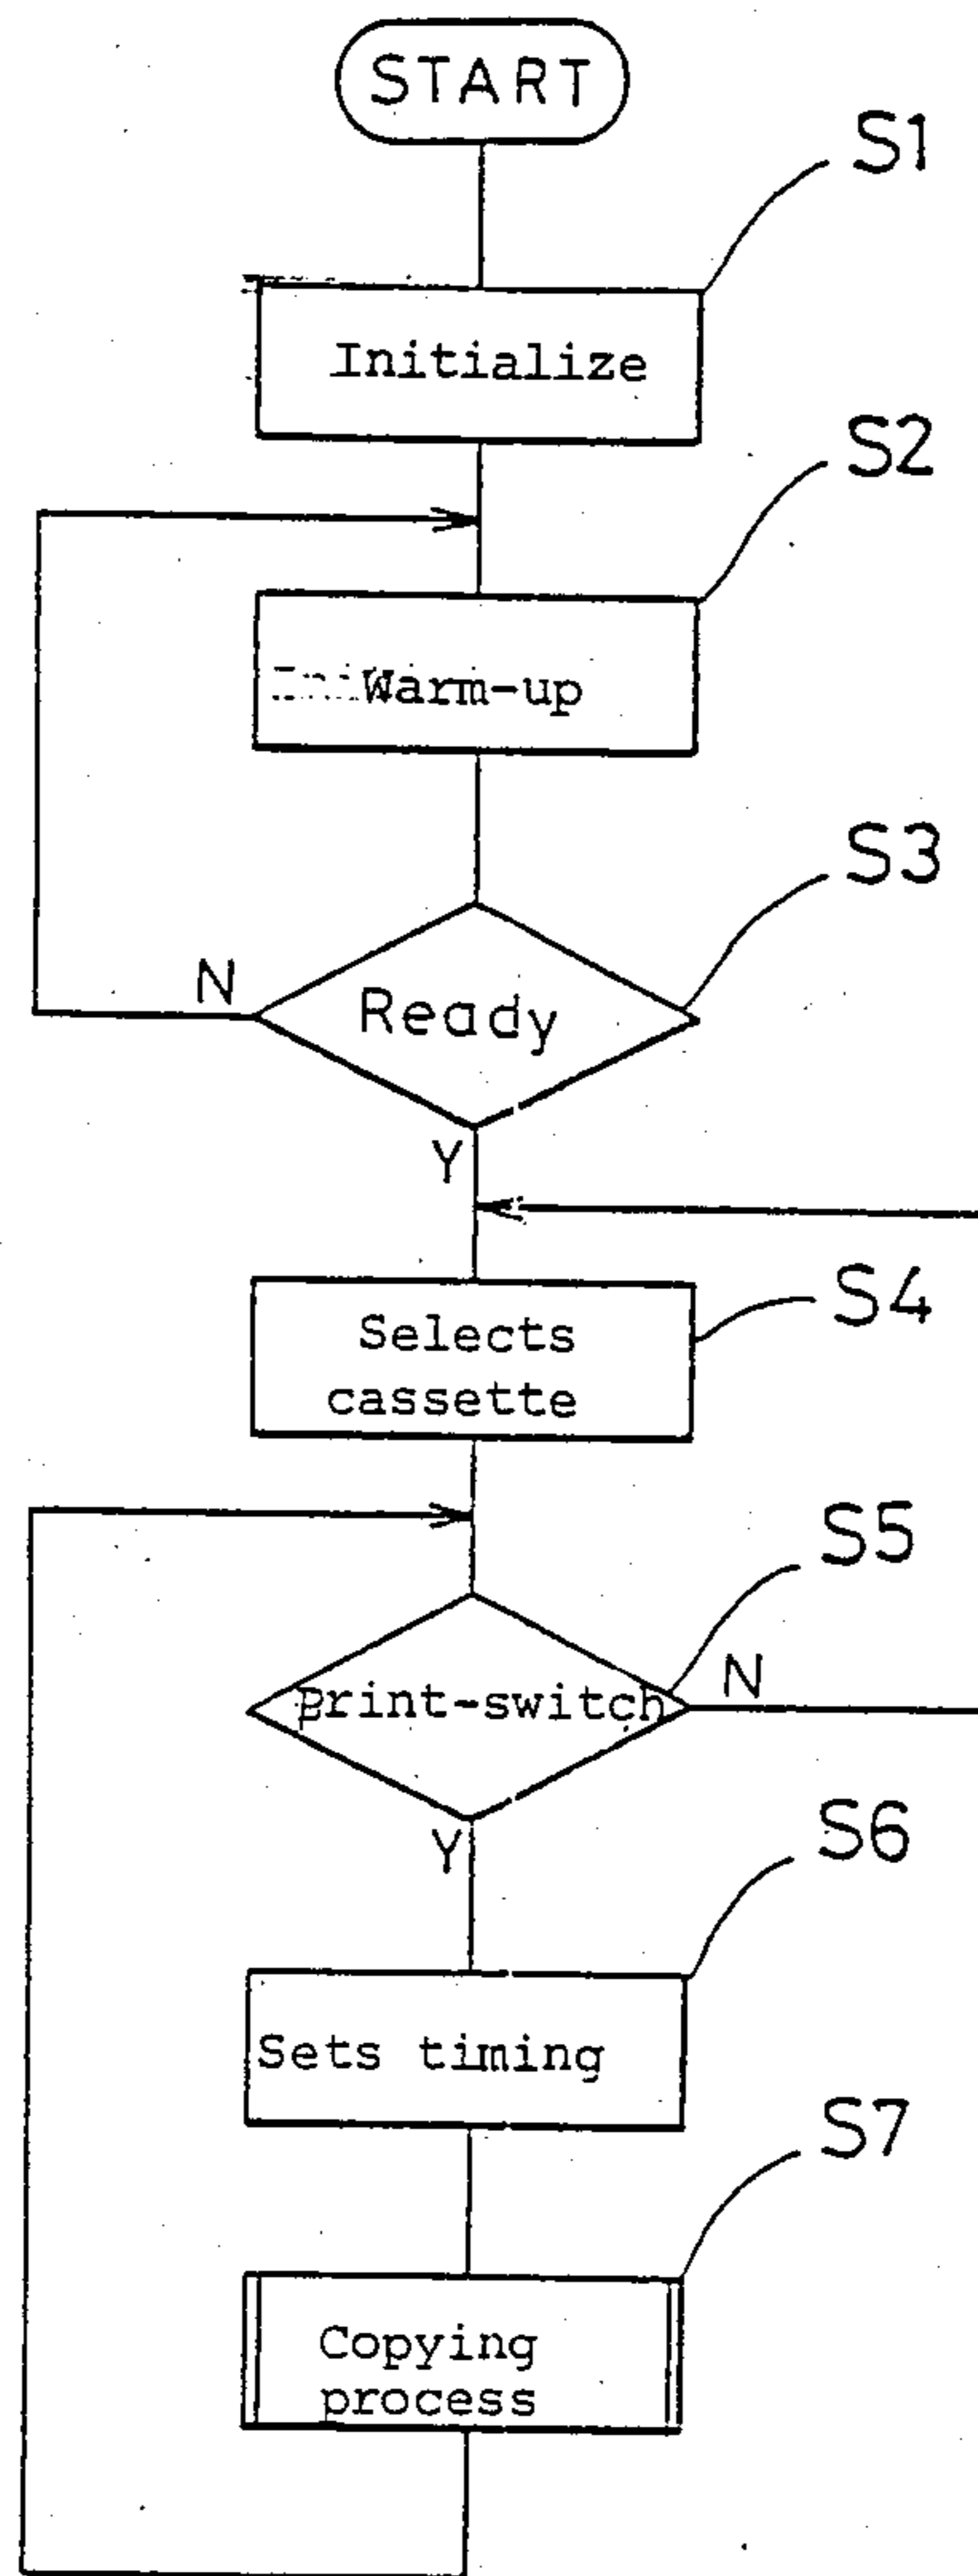 START
S1
Initialize
S2
Warm-up
S3
N
Ready
Y
S4
Selects
cassette
S5
print-switch
N
Y
S6
Sets timing
S7
Copying
process